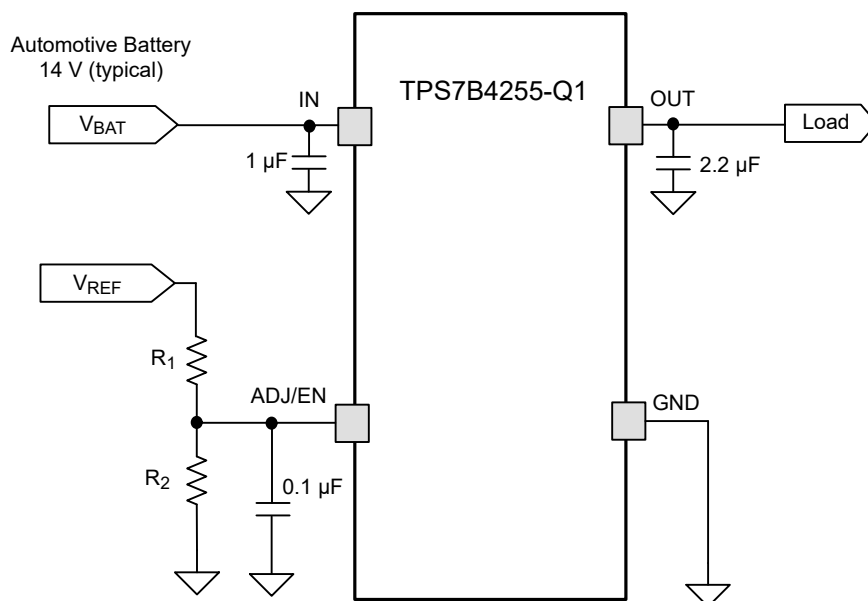 Automotive Battery
14 V (typical)
TPS7B4255-Q1
IN
OUT
VBAT
Load
1 µF
2.2 µF
VREF
R1
ADJ/EN
GND
R2
0.1 µF